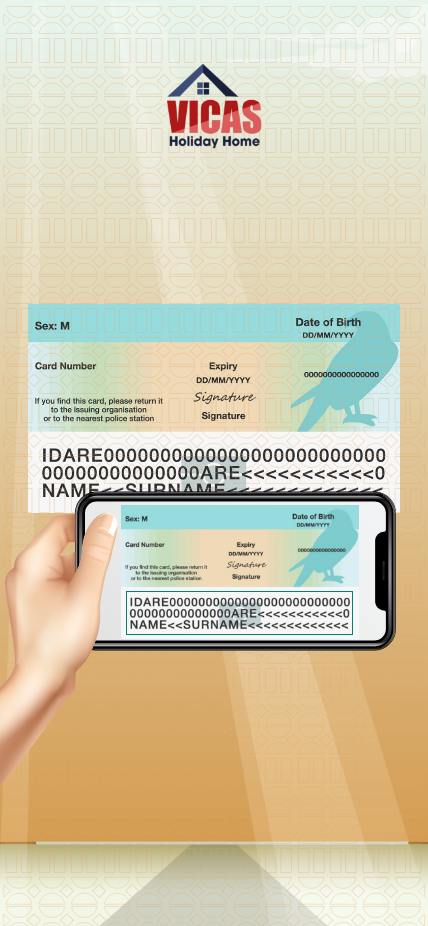 VICAS
Holiday Home
Sex: M
Date of Birth
DD/MM/YYYY
Card Number
Expiry
DD/MM/YYYY
000000000000000
Signature
If you find this card, please return it
to the issuing organisation
or to the nearest police station
Signature
IDARE0000000000000000000000000
000000000000000ARE<<<<<<<<<<<0
NAME<<SURNAME<<<<<<<<<<<<<
Sex: M
Date of Birth
DD/MM/YYYY
Card Number
Expiry
DD/MM/YYYY
000000000000000
Signature
If you find this card, please return it
to the issuing organisation
or to the nearest police station
Signature
IDARE0000000000000000000000000
000000000000000ARE<<<<<<<<<<<0
NAME<<SURNAME<<<<<<<<<<<<<